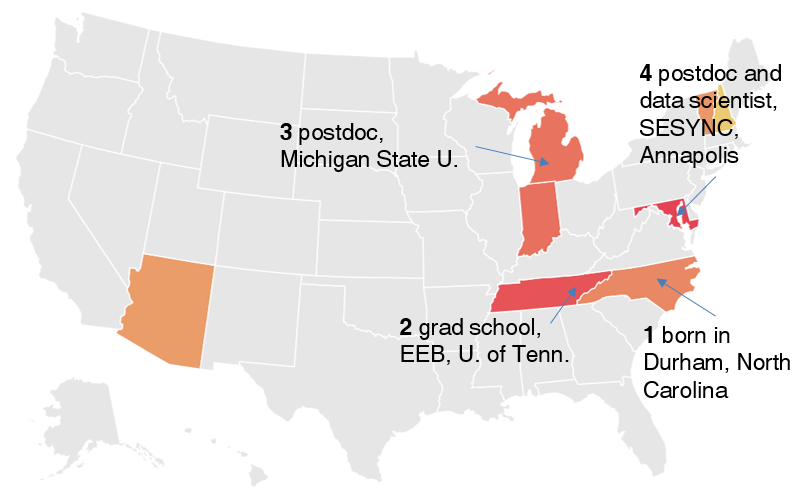 4 postdoc and
data scientist,
SESYNC,
Annapolis
3 postdoc,
Michigan State U.
2 grad school,
EEB, U. of Tenn.
1 born in
Durham, North
Carolina